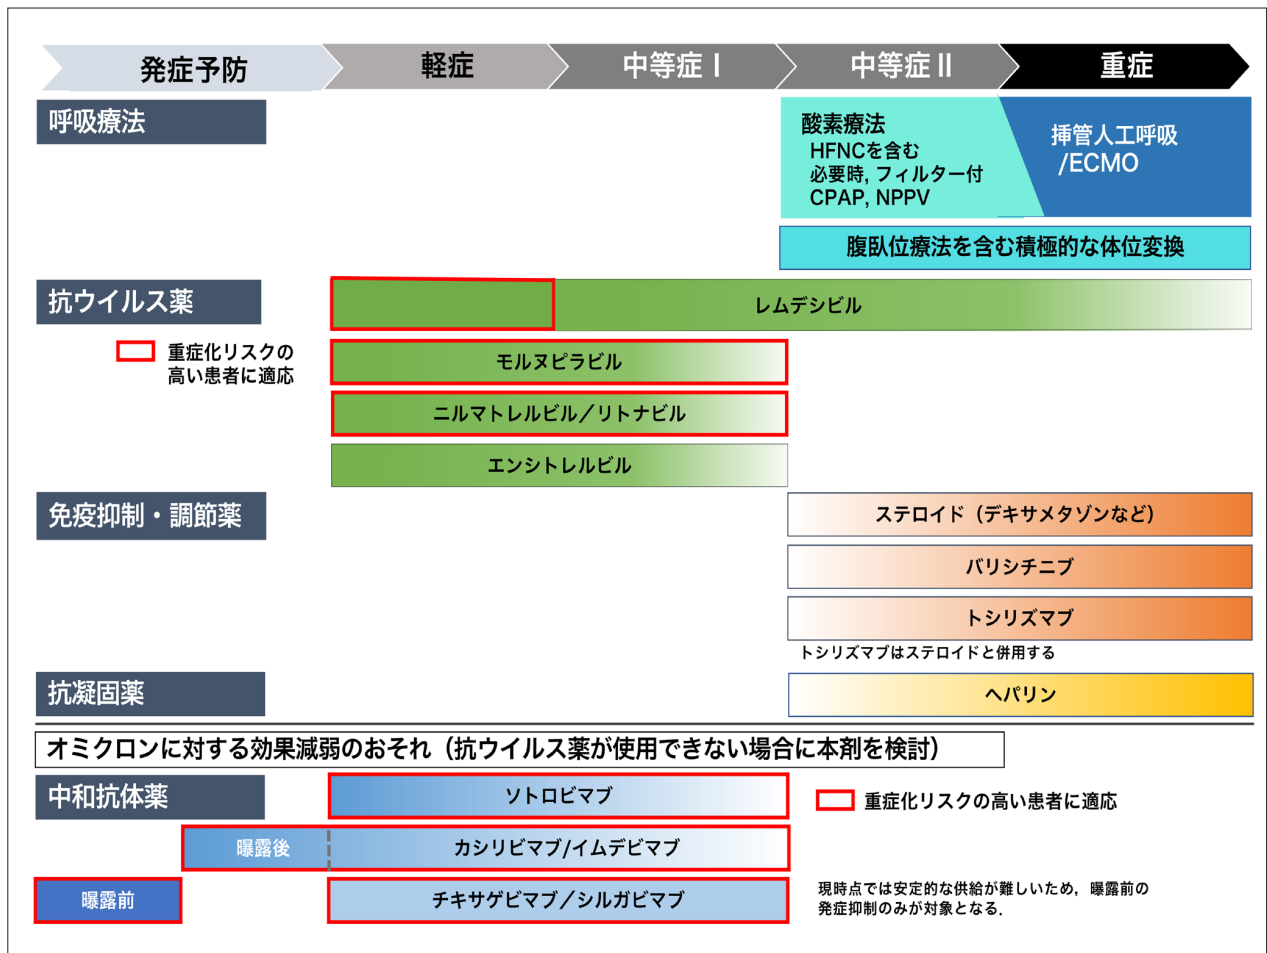 発症予防
軽症
中等症Ⅰ
中等症Ⅱ
重症
呼吸療法
酸素療法
HFNCを含む
必要時, フィルター付
CPAP, NPPV
挿管人工呼吸
/ECMO
腹臥位療法を含む積極的な体位変換
抗ウイルス薬
レムデシビル
重症化リスクの
高い患者に適応
モルヌピラビル
ニルマトレルビル／リトナビル
エンシトレルビル
免疫抑制・調節薬
ステロイド（デキサメタゾンなど）
バリシチニブ
トシリズマブ
トシリズマブはステロイドと併用する
抗凝固薬
ヘパリン
オミクロンに対する効果減弱のおそれ（抗ウイルス薬が使用できない場合に本剤を検討）
中和抗体薬
ソトロビマブ
重症化リスクの高い患者に適応
曝露後
カシリビマブ/イムデビマブ
曝露前
チキサゲビマブ／シルガビマブ
現時点では安定的な供給が難しいため，曝露前の
発症抑制のみが対象となる．